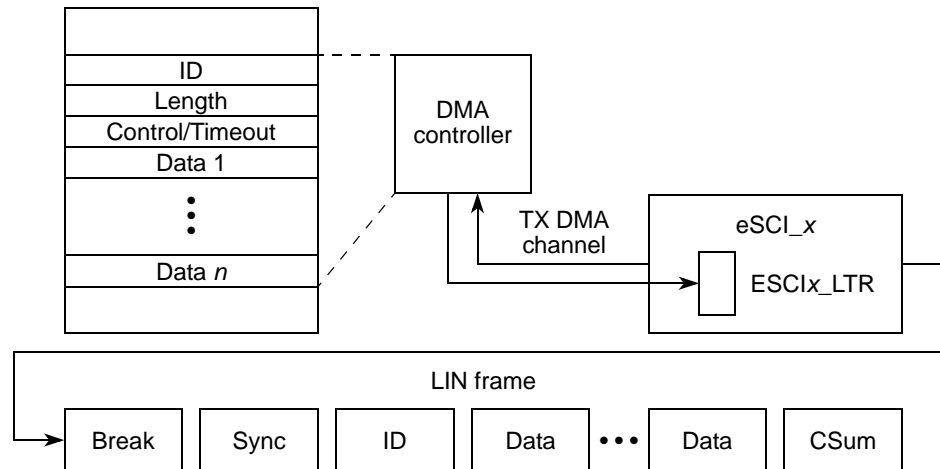 ID
Length
Control/Timeout
Data 1
Data n
DMA
controller
TX DMA
channel
eSCI_x
ESCIx_LTR
LIN frame
Break
Sync
ID
Data
Data
CSum